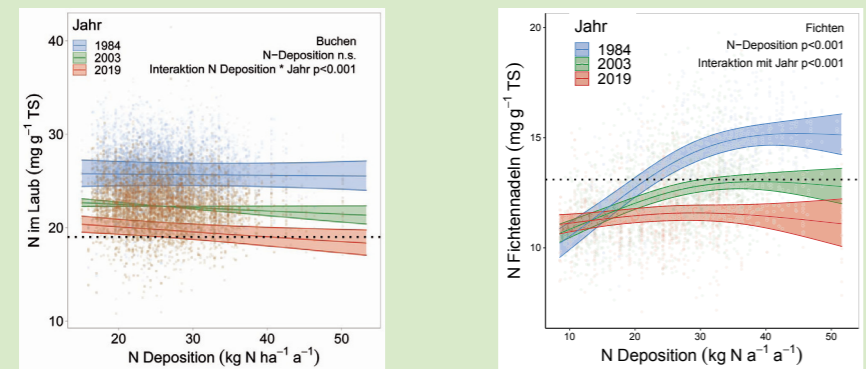 Jahr
1984
2003
2019
Buchen
N−Deposition n.s.
Interaktion N Deposition * Jahr p<0.001
N im Laub (mg g⁻¹ TS)
40
30
20
10
20
30
40
50
N Deposition (kg N ha⁻¹ a⁻¹)
Jahr
1984
2003
2019
Fichten
N−Deposition p<0.001
Interaktion mit Jahr p<0.001
N Fichtennadeln (mg g⁻¹ TS)
20
15
10
10
20
30
40
50
N Deposition (kg N a⁻¹ a⁻¹)